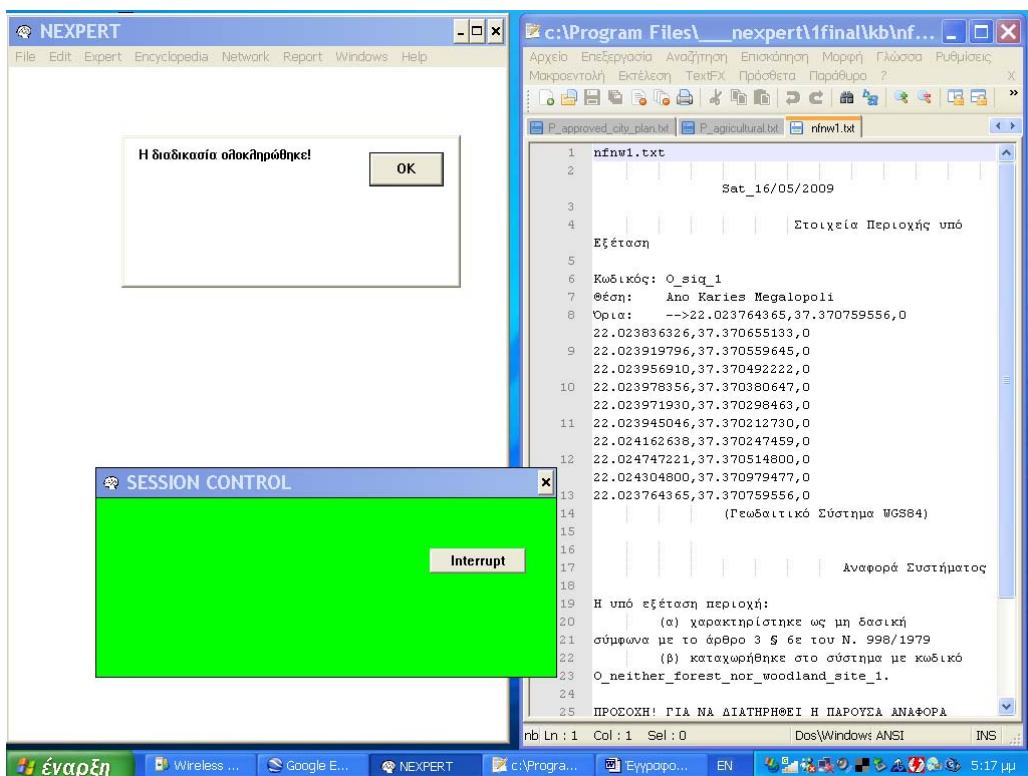 NEXPERT
File Edit Expert Encyclopedia Network Report Windows Help
Η διαδικασία ολοκληρώθηκε!
OK
SESSION CONTROL
Interrupt
c:\Program Files\___nexpert\1final\kb\nf...
Αρχείο Επεξεργασία Αναζήτηση Επισκόπηση Μορφή Γλώσσα Ρυθμίσεις
Μακροεντολή Εκτέλεση TextFX Πρόσθετα Παράθυρο ? X
P_approved_city_plan.txt P_agricultural.txt nfnw1.txt
1 nfnw1.txt
2
Sat_16/05/2009
3
4 Στοιχεία Περιοχής υπό
Εξέταση
5
6 Κωδικός: O_siq_1
7 Θέση: Ano Karies Megalopoli
8 Όρια: -->22.023764365,37.370759556,0
22.023836326,37.370655133,0
9 22.023919796,37.370559645,0
22.023956910,37.370492222,0
10 22.023978356,37.370380647,0
22.023971930,37.370298463,0
11 22.023945046,37.370212730,0
22.024162638,37.370247459,0
12 22.024747221,37.370514800,0
22.024304800,37.370979477,0
13 22.023764365,37.370759556,0
14 (Γεωδαιτικό Σύστημα WGS84)
15
16
17 Αναφορά Συστήματος
18
19 Η υπό εξέταση περιοχή:
20 (α) χαρακτηρίστηκε ως μη δασική
21 σύμφωνα με το άρθρο 3 § 6ε του Ν. 998/1979
22 (β) καταχωρήθηκε στο σύστημα με κωδικό
23 O_neither_forest_nor_woodland_site_1.
24
25 ΠΡΟΣΟΧΗ! ΓΙΑ ΝΑ ΔΙΑΤΗΡΗΘΕΙ Η ΠΑΡΟΥΣΑ ΑΝΑΦΟΡΑ
nb Ln : 1 Col : 1 Sel : 0 Dos\Windows ANSI INS
έναρξη Wireless ... Google E... NEXPERT c:\Progra... Έγγραφο... EN 5:17 μμ